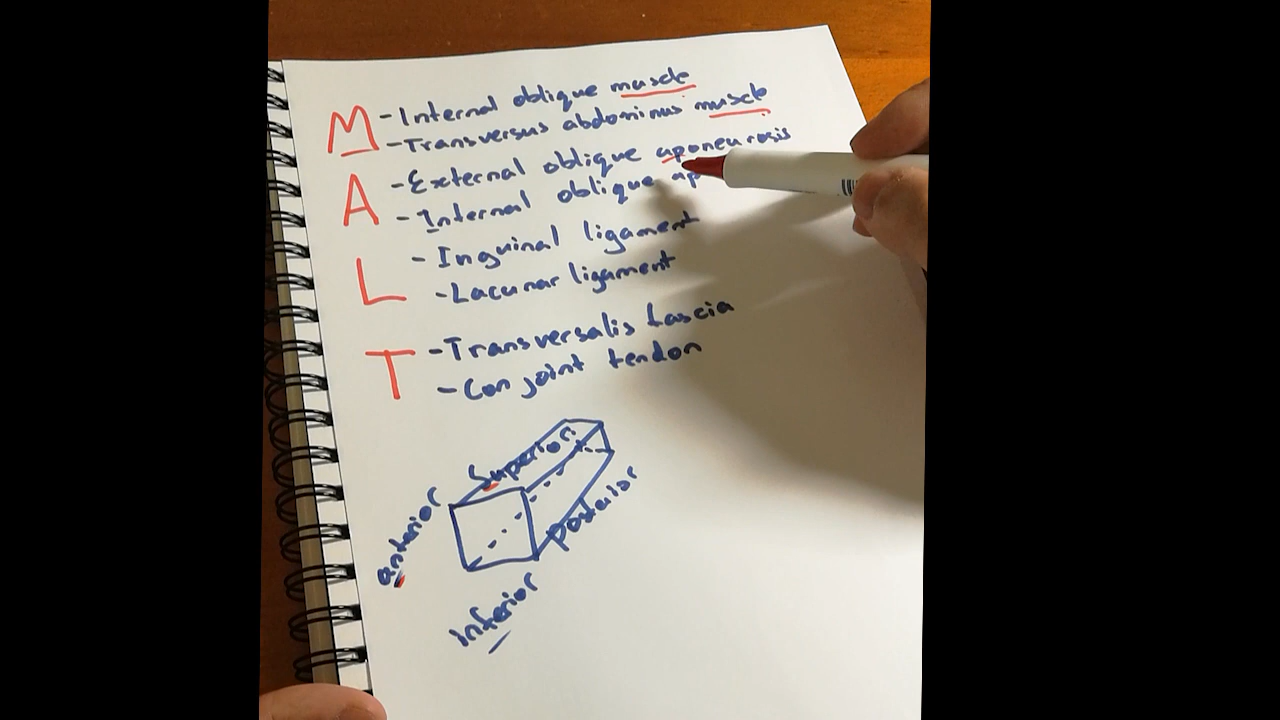 M - Internal oblique muscle
- Transversus abdominus muscle
A - External oblique aponeurosis
- Internal oblique ap
L - Inguinal ligament
- Lacunar ligament
T - Transversalis fascia
- Conjoint tendon
Superior
anterior
Posterior
inferior